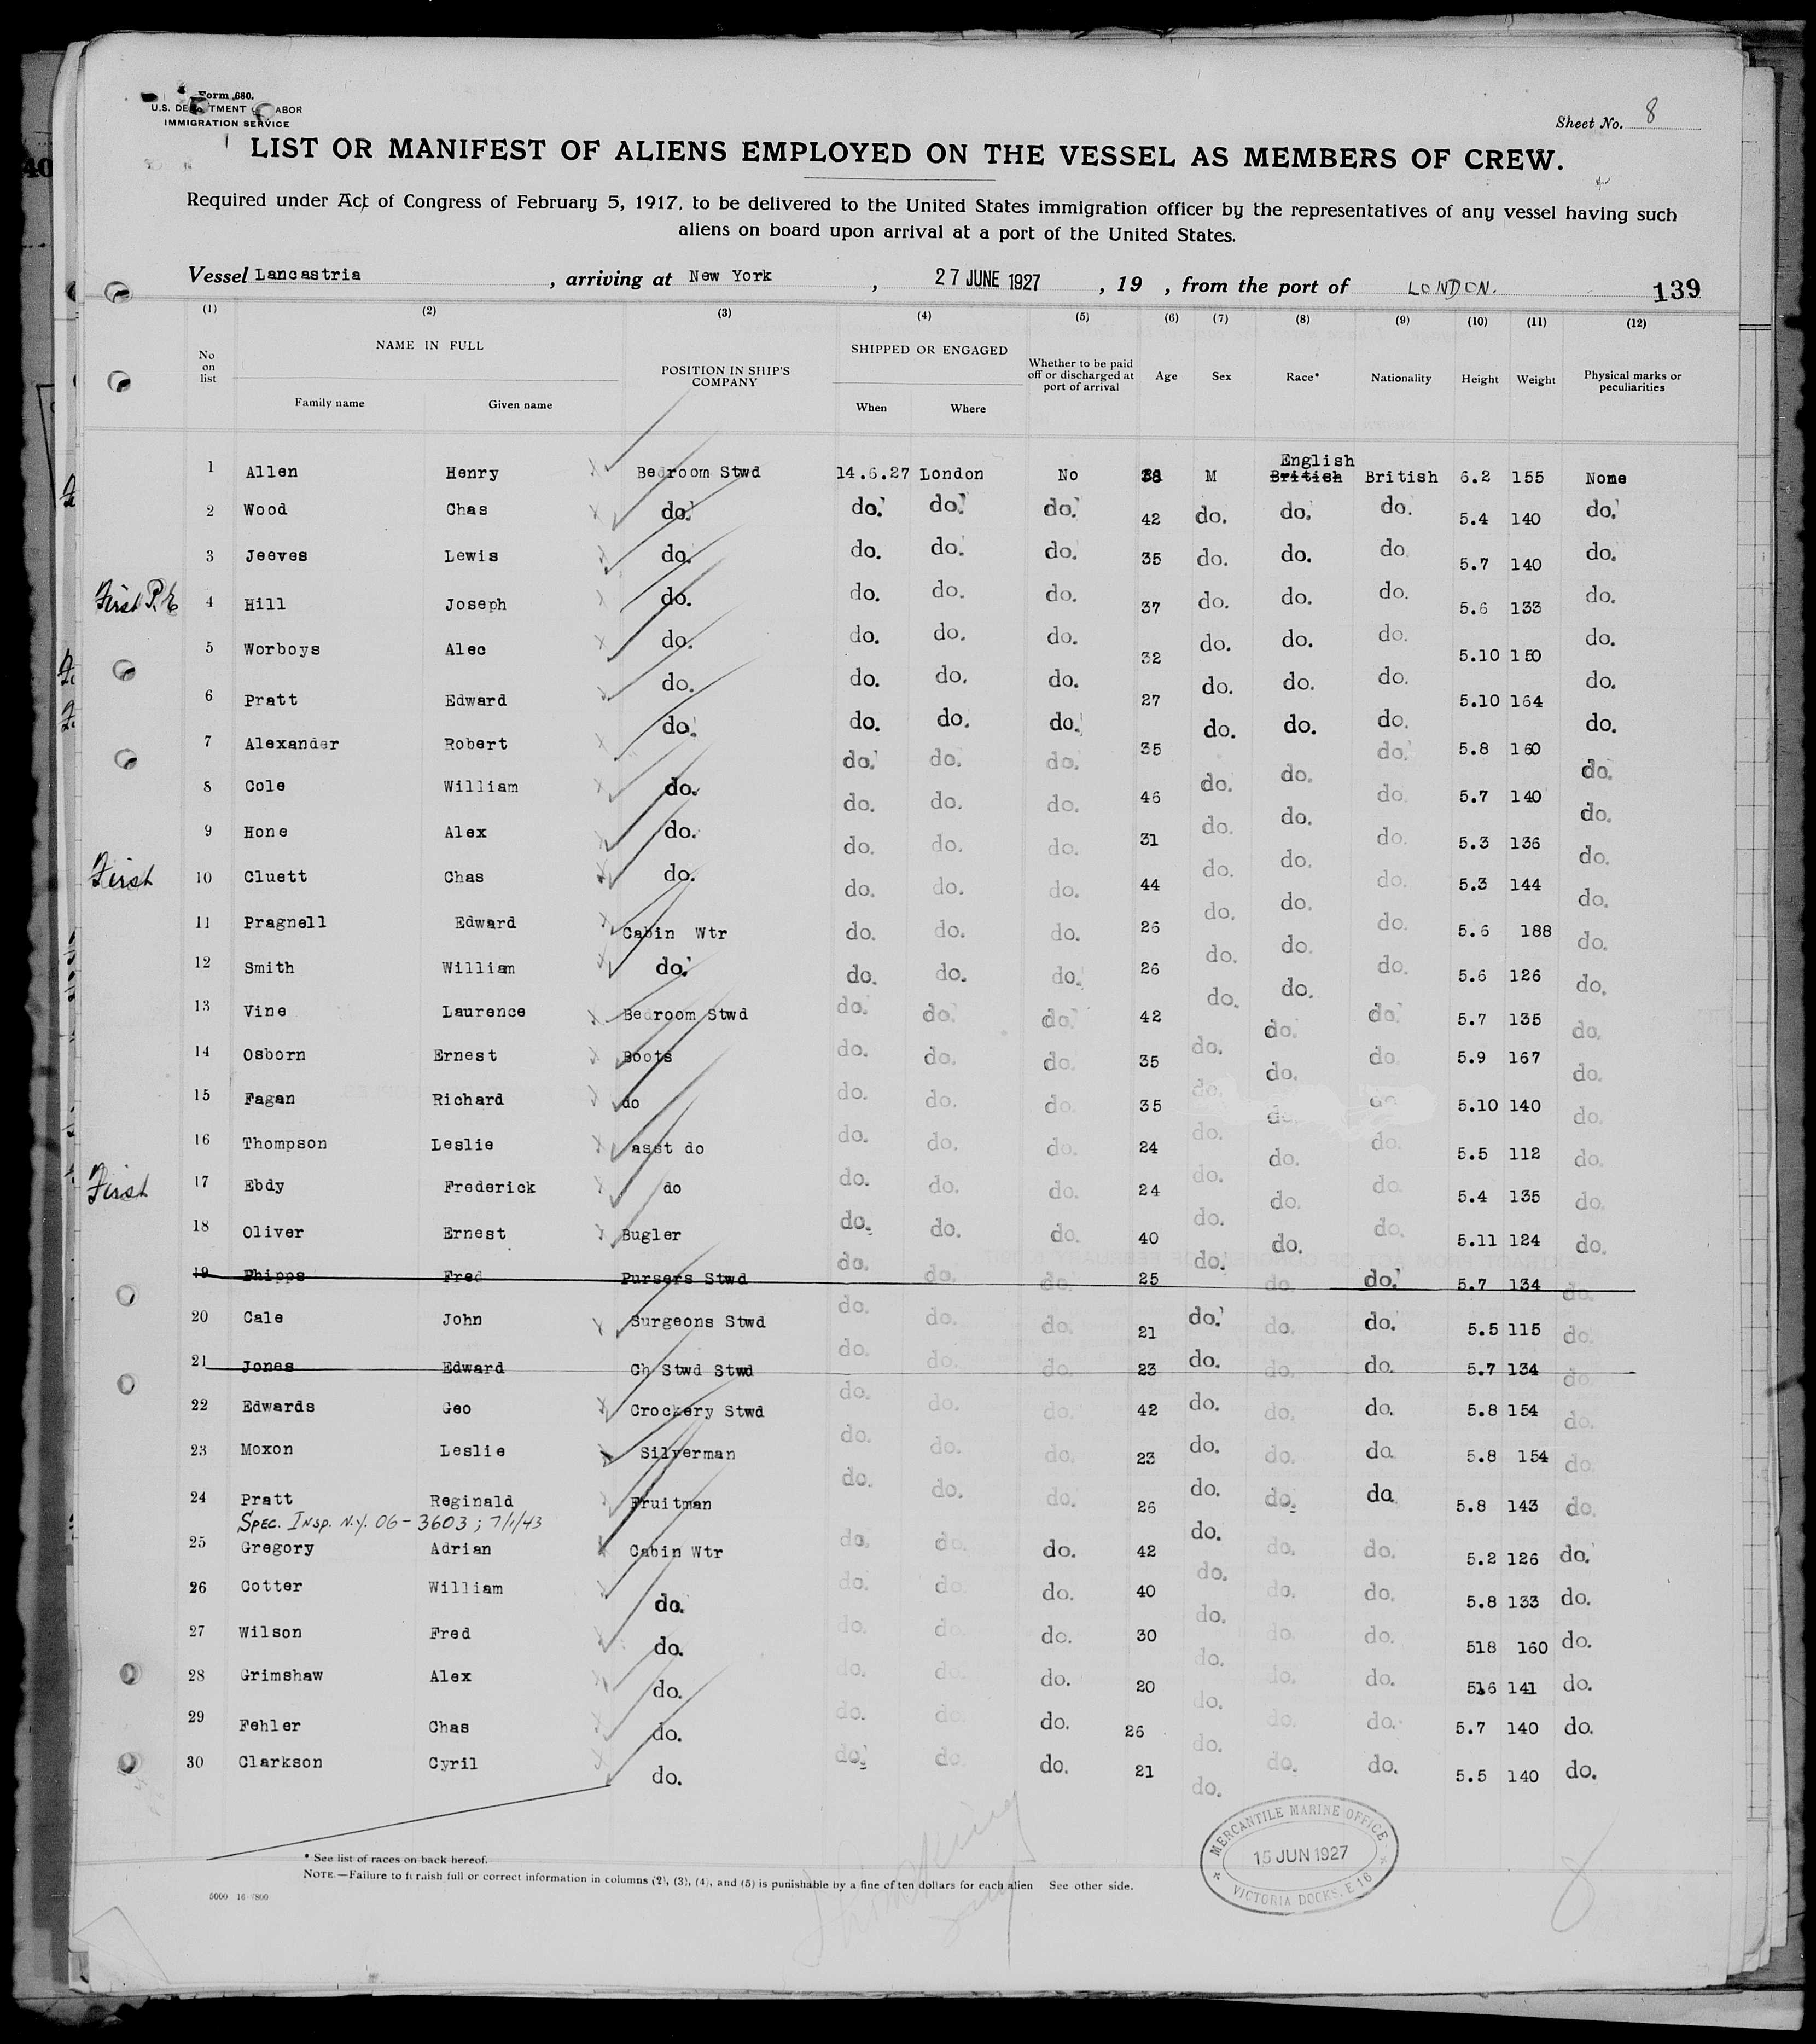 Form 680.
U.S. DEPARTMENT OF LABOR
IMMIGRATION SERVICE
Sheet No. 8
LIST OR MANIFEST OF ALIENS EMPLOYED ON THE VESSEL AS MEMBERS OF CREW.
Required under Act of Congress of February 5, 1917, to be delivered to the United States immigration officer by the representatives of any vessel having such
aliens on board upon arrival at a port of the United States.
Vessel Lancastria , arriving at New York , 27 JUNE 1927 , 19 , from the port of LONDON. 139
(1) (2) (3) (4) (5) (6) (7) (8) (9) (10) (11) (12)
No on list NAME IN FULL Family name Given name POSITION IN SHIP'S COMPANY SHIPPED OR ENGAGED When Where Whether to be paid off or discharged at port of arrival Age Sex Race* Nationality Height Weight Physical marks or peculiarities
English
1 Allen Henry Bedroom Stwd 14.6.27 London No 38 M British British 6.2 155 None
2 Wood Chas do. do. do. do. 42 do. do. do. 5.4 140 do.
3 Jeeves Lewis do. do. do. do. 35 do. do. do. 5.7 140 do.
First P.E 4 Hill Joseph do. do. do. do. 37 do. do. do. 5.6 133 do.
5 Worboys Alec do. do. do. do. 32 do. do. do. 5.10 150 do.
6 Pratt Edward do. do. do. do. 27 do. do. do. 5.10 164 do.
7 Alexander Robert do. do. do. do. 35 do. do. do. 5.8 160 do.
8 Cole William do. do. do. do. 46 do. do. do. 5.7 140 do.
9 Hone Alex do. do. do. do. 31 do. do. do. 5.3 136 do.
First 10 Cluett Chas do. do. do. do. 44 do. do. do. 5.3 144 do.
11 Pragnell Edward Cabin Wtr do. do. do. 26 do. do. do. 5.6 188 do.
12 Smith William do. do. do. do. 26 do. do. do. 5.6 126 do.
13 Vine Laurence Bedroom Stwd do. do. do. 42 do. do. do. 5.7 135 do.
14 Osborn Ernest Boots do. do. do. 35 do. do. do. 5.9 167 do.
15 Fagan Richard do do. do. do. 35 do. do. do. 5.10 140 do.
16 Thompson Leslie asst do do. do. do. 24 do. do. do. 5.5 112 do.
First 17 Ebdy Frederick do do. do. do. 24 do. do. do. 5.4 135 do.
18 Oliver Ernest Bugler do. do. do. 40 do. do. do. 5.11 124 do.
19 Phipps Fred Pursers Stwd do. do. do. 25 do. do. do. 5.7 134 do.
20 Cale John Surgeons Stwd do. do. do. 21 do. do. do. 5.5 115 do.
21 Jones Edward Ch Stwd Stwd do. do. do. 23 do. do. do. 5.7 134 do.
22 Edwards Geo Crockery Stwd do. do. do. 42 do. do. do. 5.8 154 do.
23 Moxon Leslie Silverman do. do. do. 23 do. do. do. 5.8 154 do.
24 Pratt Reginald Fruitman do. do. do. 26 do. do. do. 5.8 143 do.
SPEC. INSP. N.Y. 06-3603; 7/1/43
25 Gregory Adrian Cabin Wtr do. do. do. 42 do. do. do. 5.2 126 do.
26 Cotter William do. do. do. do. 40 do. do. do. 5.8 133 do.
27 Wilson Fred do. do. do. do. 30 do. do. do. 518 160 do.
28 Grimshaw Alex do. do. do. do. 20 do. do. do. 516 141 do.
29 Fehler Chas do. do. do. do. 26 do. do. do. 5.7 140 do.
30 Clarkson Cyril do. do. do. do. 21 do. do. do. 5.5 140 do.
* See list of races on back hereof.
NOTE.—Failure to furnish full or correct information in columns (2), (3), (4), and (5) is punishable by a fine of ten dollars for each alien See other side.
MERCANTILE MARINE OFFICE
15 JUN 1927
VICTORIA DOCKS, E 16
8